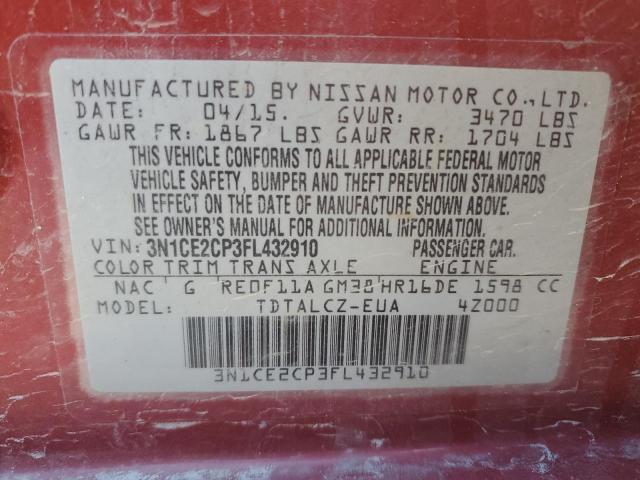 MANUFACTURED BY NISSAN MOTOR CO., LTD.
DATE: 04/15. GVWR: 3470 LBS
GAWR FR: 1867 LBS GAWR RR: 1704 LBS
THIS VEHICLE CONFORMS TO ALL APPLICABLE FEDERAL MOTOR
VEHICLE SAFETY, BUMPER AND THEFT PREVENTION STANDARDS
IN EFFECT ON THE DATE OF MANUFACTURE SHOWN ABOVE.
SEE OWNER'S MANUAL FOR ADDITIONAL INFORMATION.
VIN: 3N1CE2CP3FL432910 PASSENGER CAR.
COLOR TRIM TRANS AXLE ENGINE
NAC G RE0F11A GM38 HR16DE 1598 CC
MODEL: TDTALCZ-EUA 4Z000
3N1CE2CP3FL432910